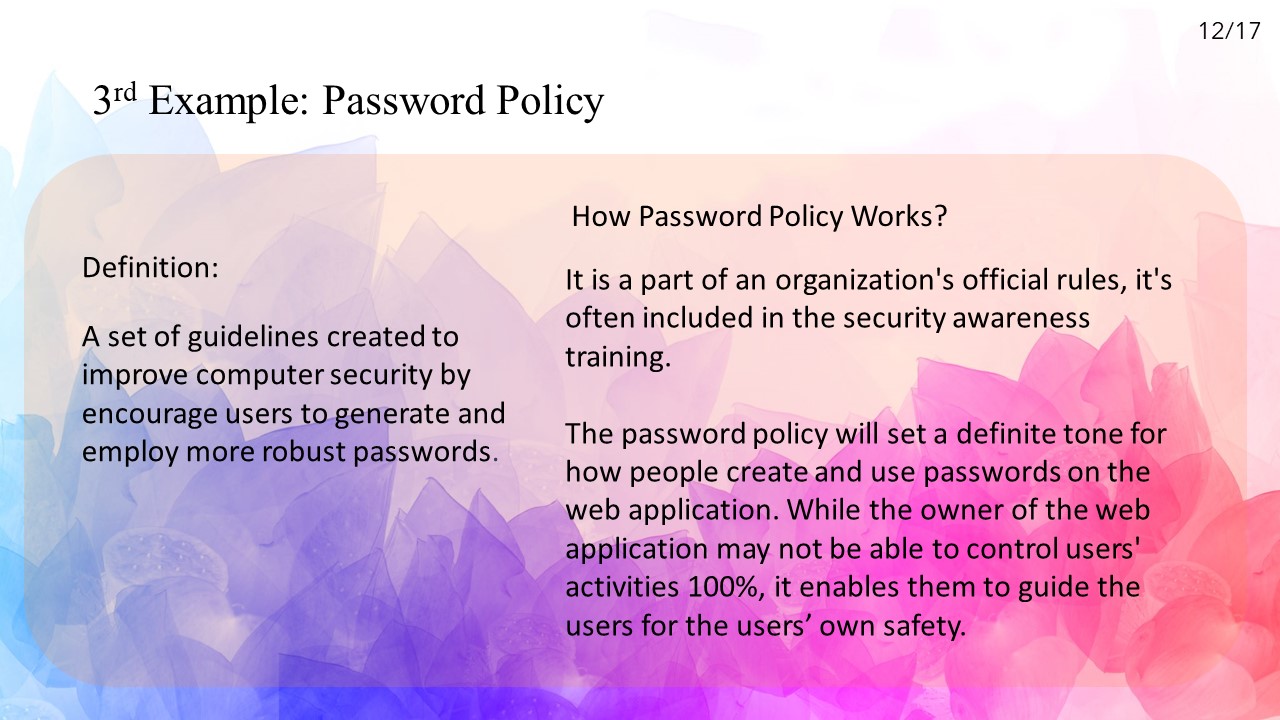 12/17
3rd Example: Password Policy
Definition:
A set of guidelines created to
improve computer security by
encourage users to generate and
employ more robust passwords.
How Password Policy Works?
It is a part of an organization's official rules, it's
often included in the security awareness
training.
The password policy will set a definite tone for
how people create and use passwords on the
web application. While the owner of the web
application may not be able to control users'
activities 100%, it enables them to guide the
users for the users’ own safety.